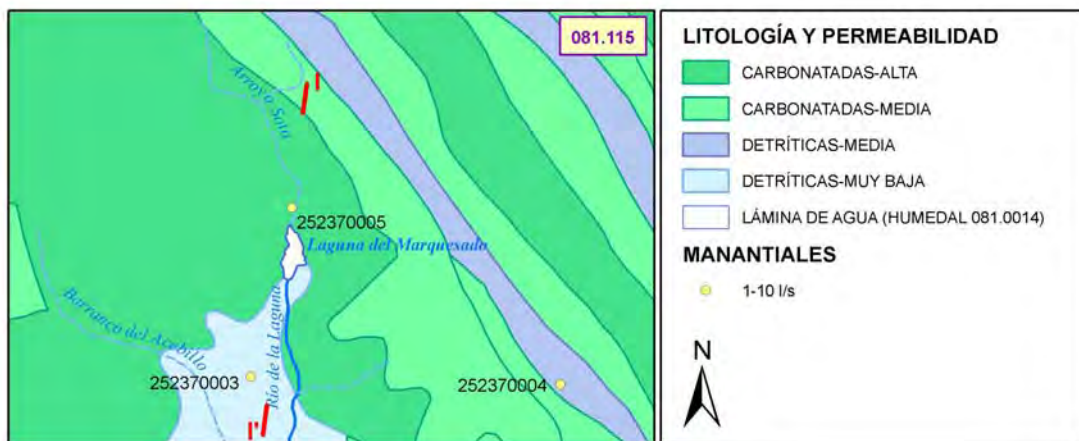 081.115
I
Arroyo Sota
252370005
Laguna del Marquesado
Barranco del Acebillo
Río de la Laguna
252370003
252370004
I'
LITOLOGÍA Y PERMEABILIDAD
CARBONATADAS-ALTA
CARBONATADAS-MEDIA
DETRÍTICAS-MEDIA
DETRÍTICAS-MUY BAJA
LÁMINA DE AGUA (HUMEDAL 081.0014)
MANANTIALES
1-10 l/s
N